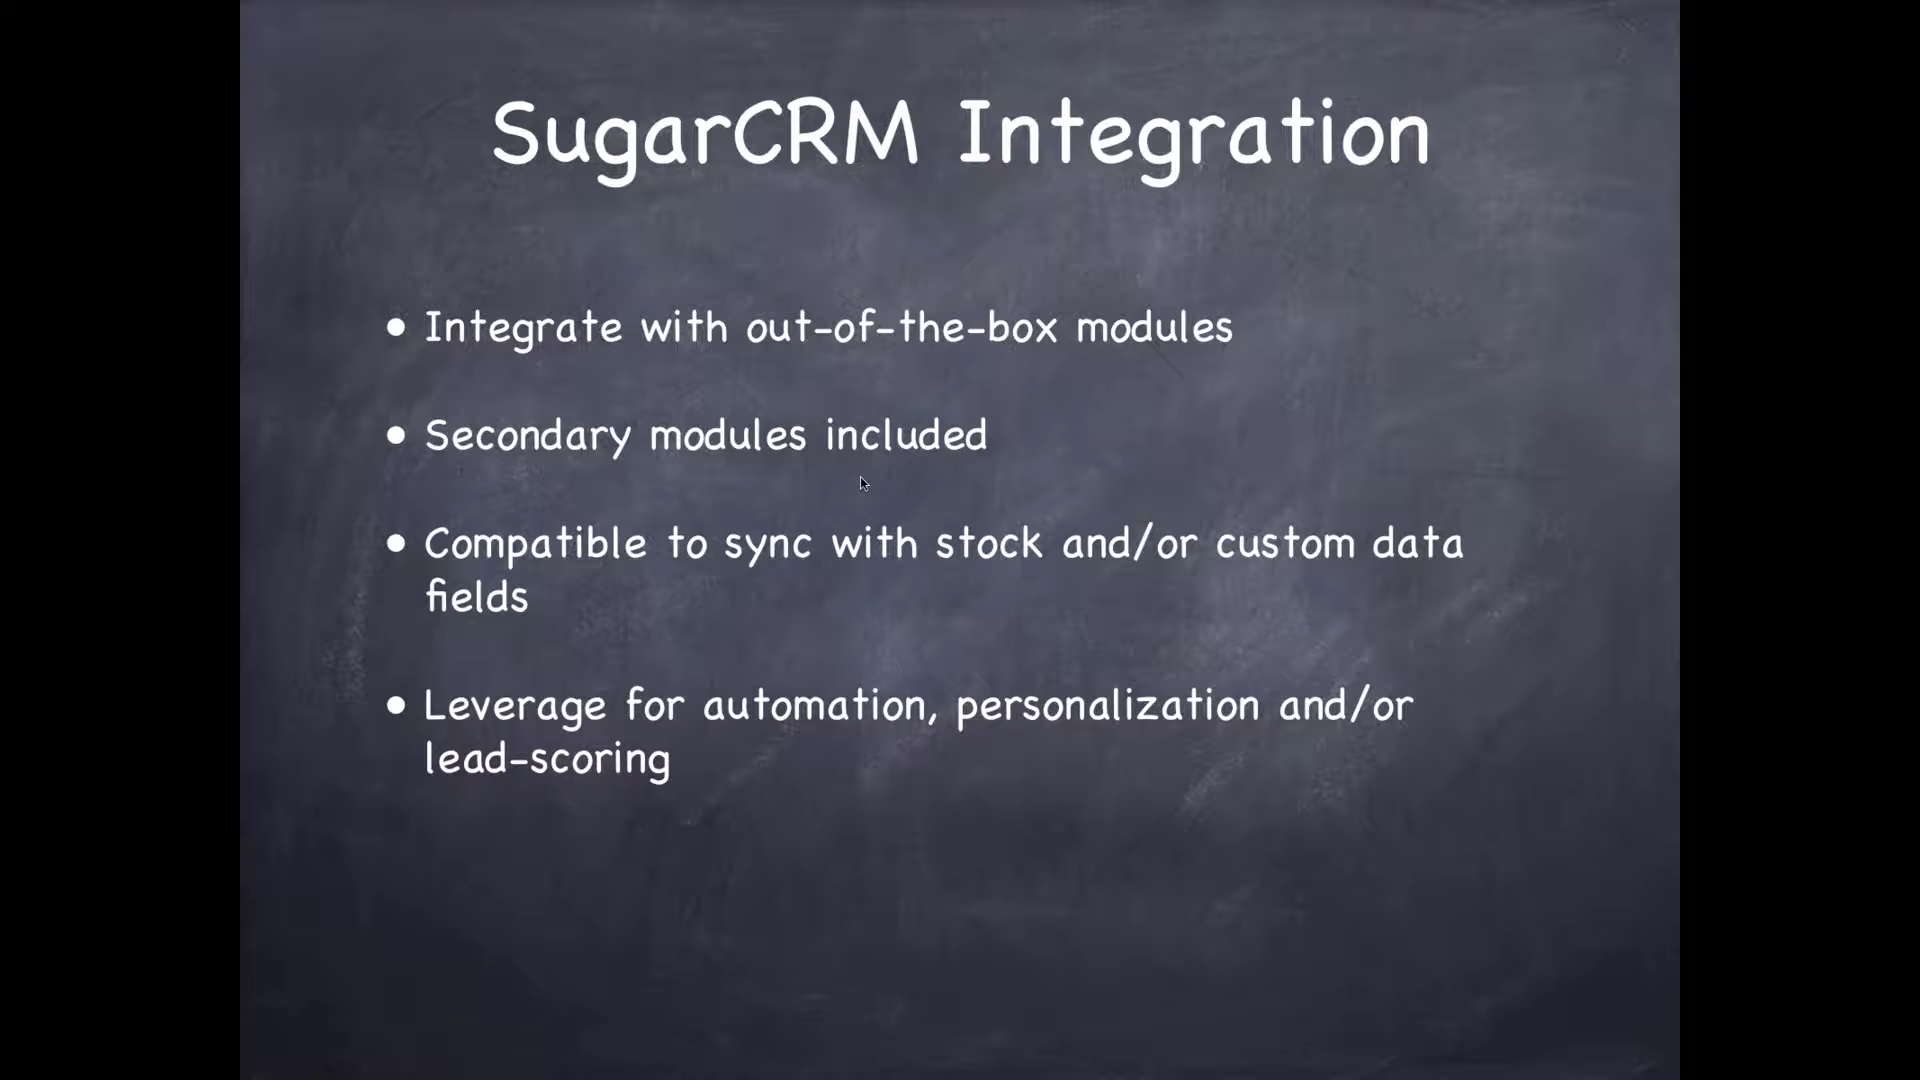 SugarCRM Integration
• Integrate with out-of-the-box modules
• Secondary modules included
• Compatible to sync with stock and/or custom data
fields
• Leverage for automation, personalization and/or
lead-scoring